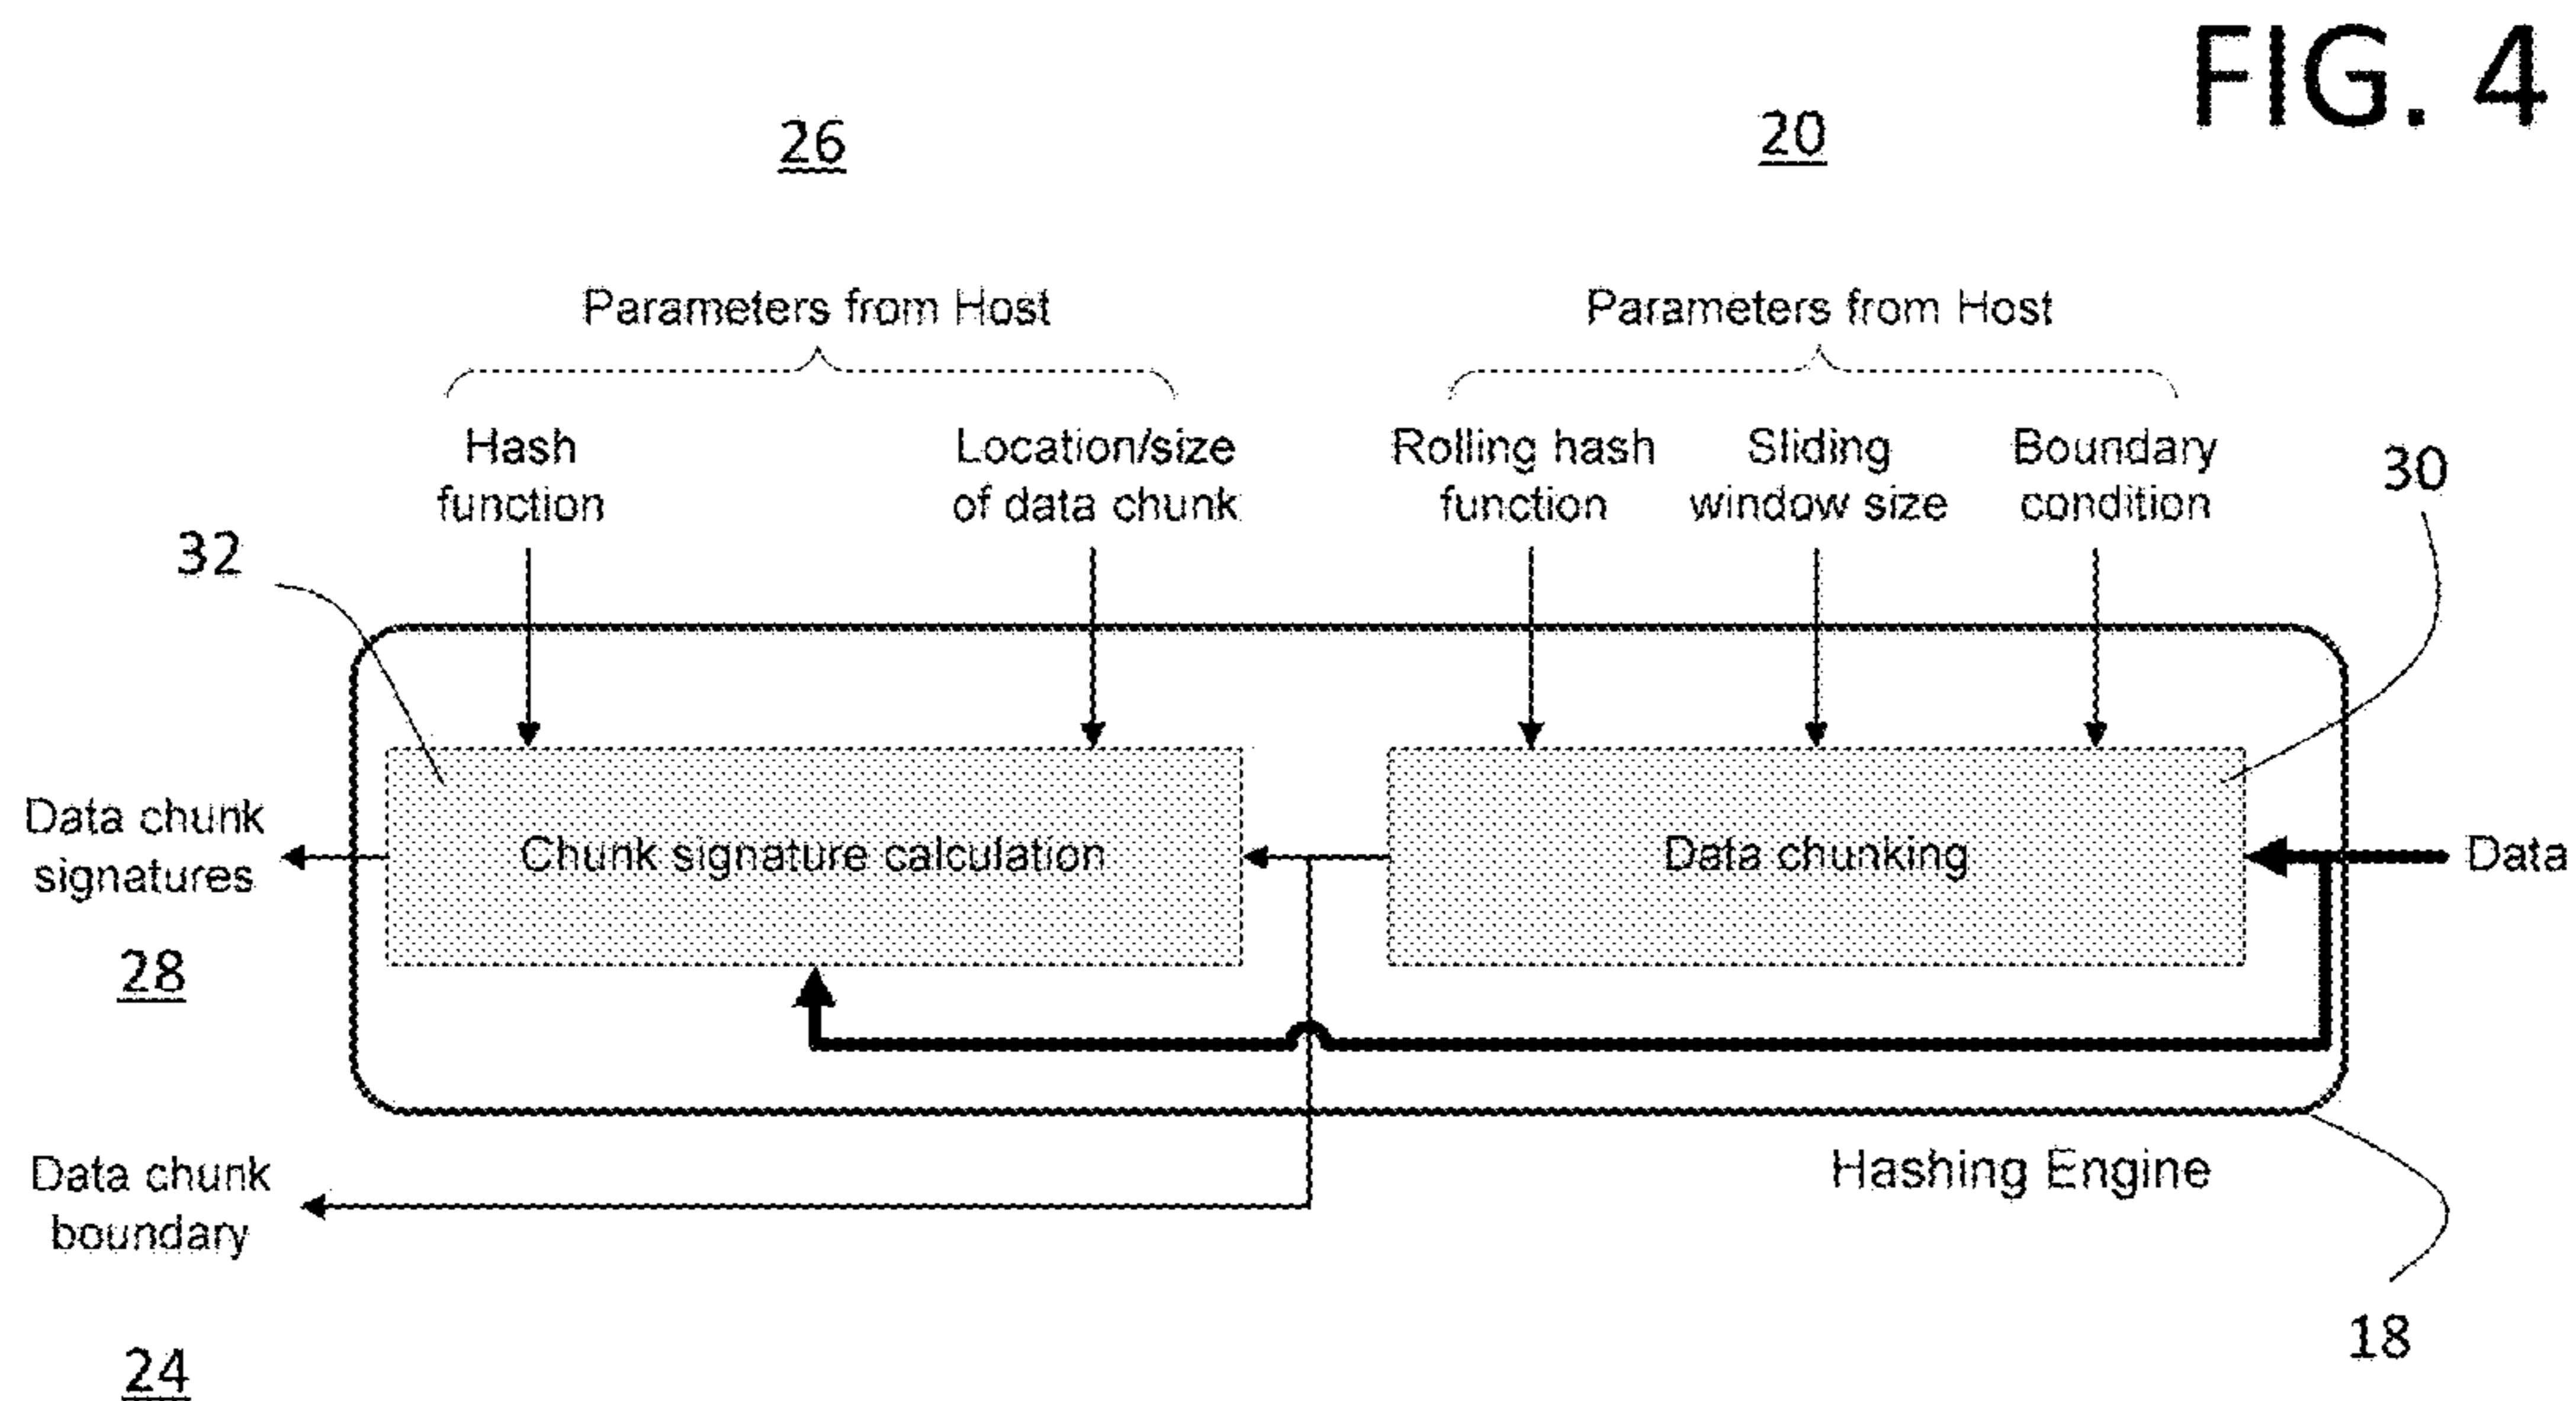 FIG. 4
26
20
Parameters from Host
Parameters from Host
Hash
function
Location/size
of data chunk
Rolling hash
function
Sliding
window size
Boundary
condition
30
32
Data chunk
signatures
Chunk signature calculation
Data chunking
Data
28
Data chunk
boundary
Hashing Engine
18
24